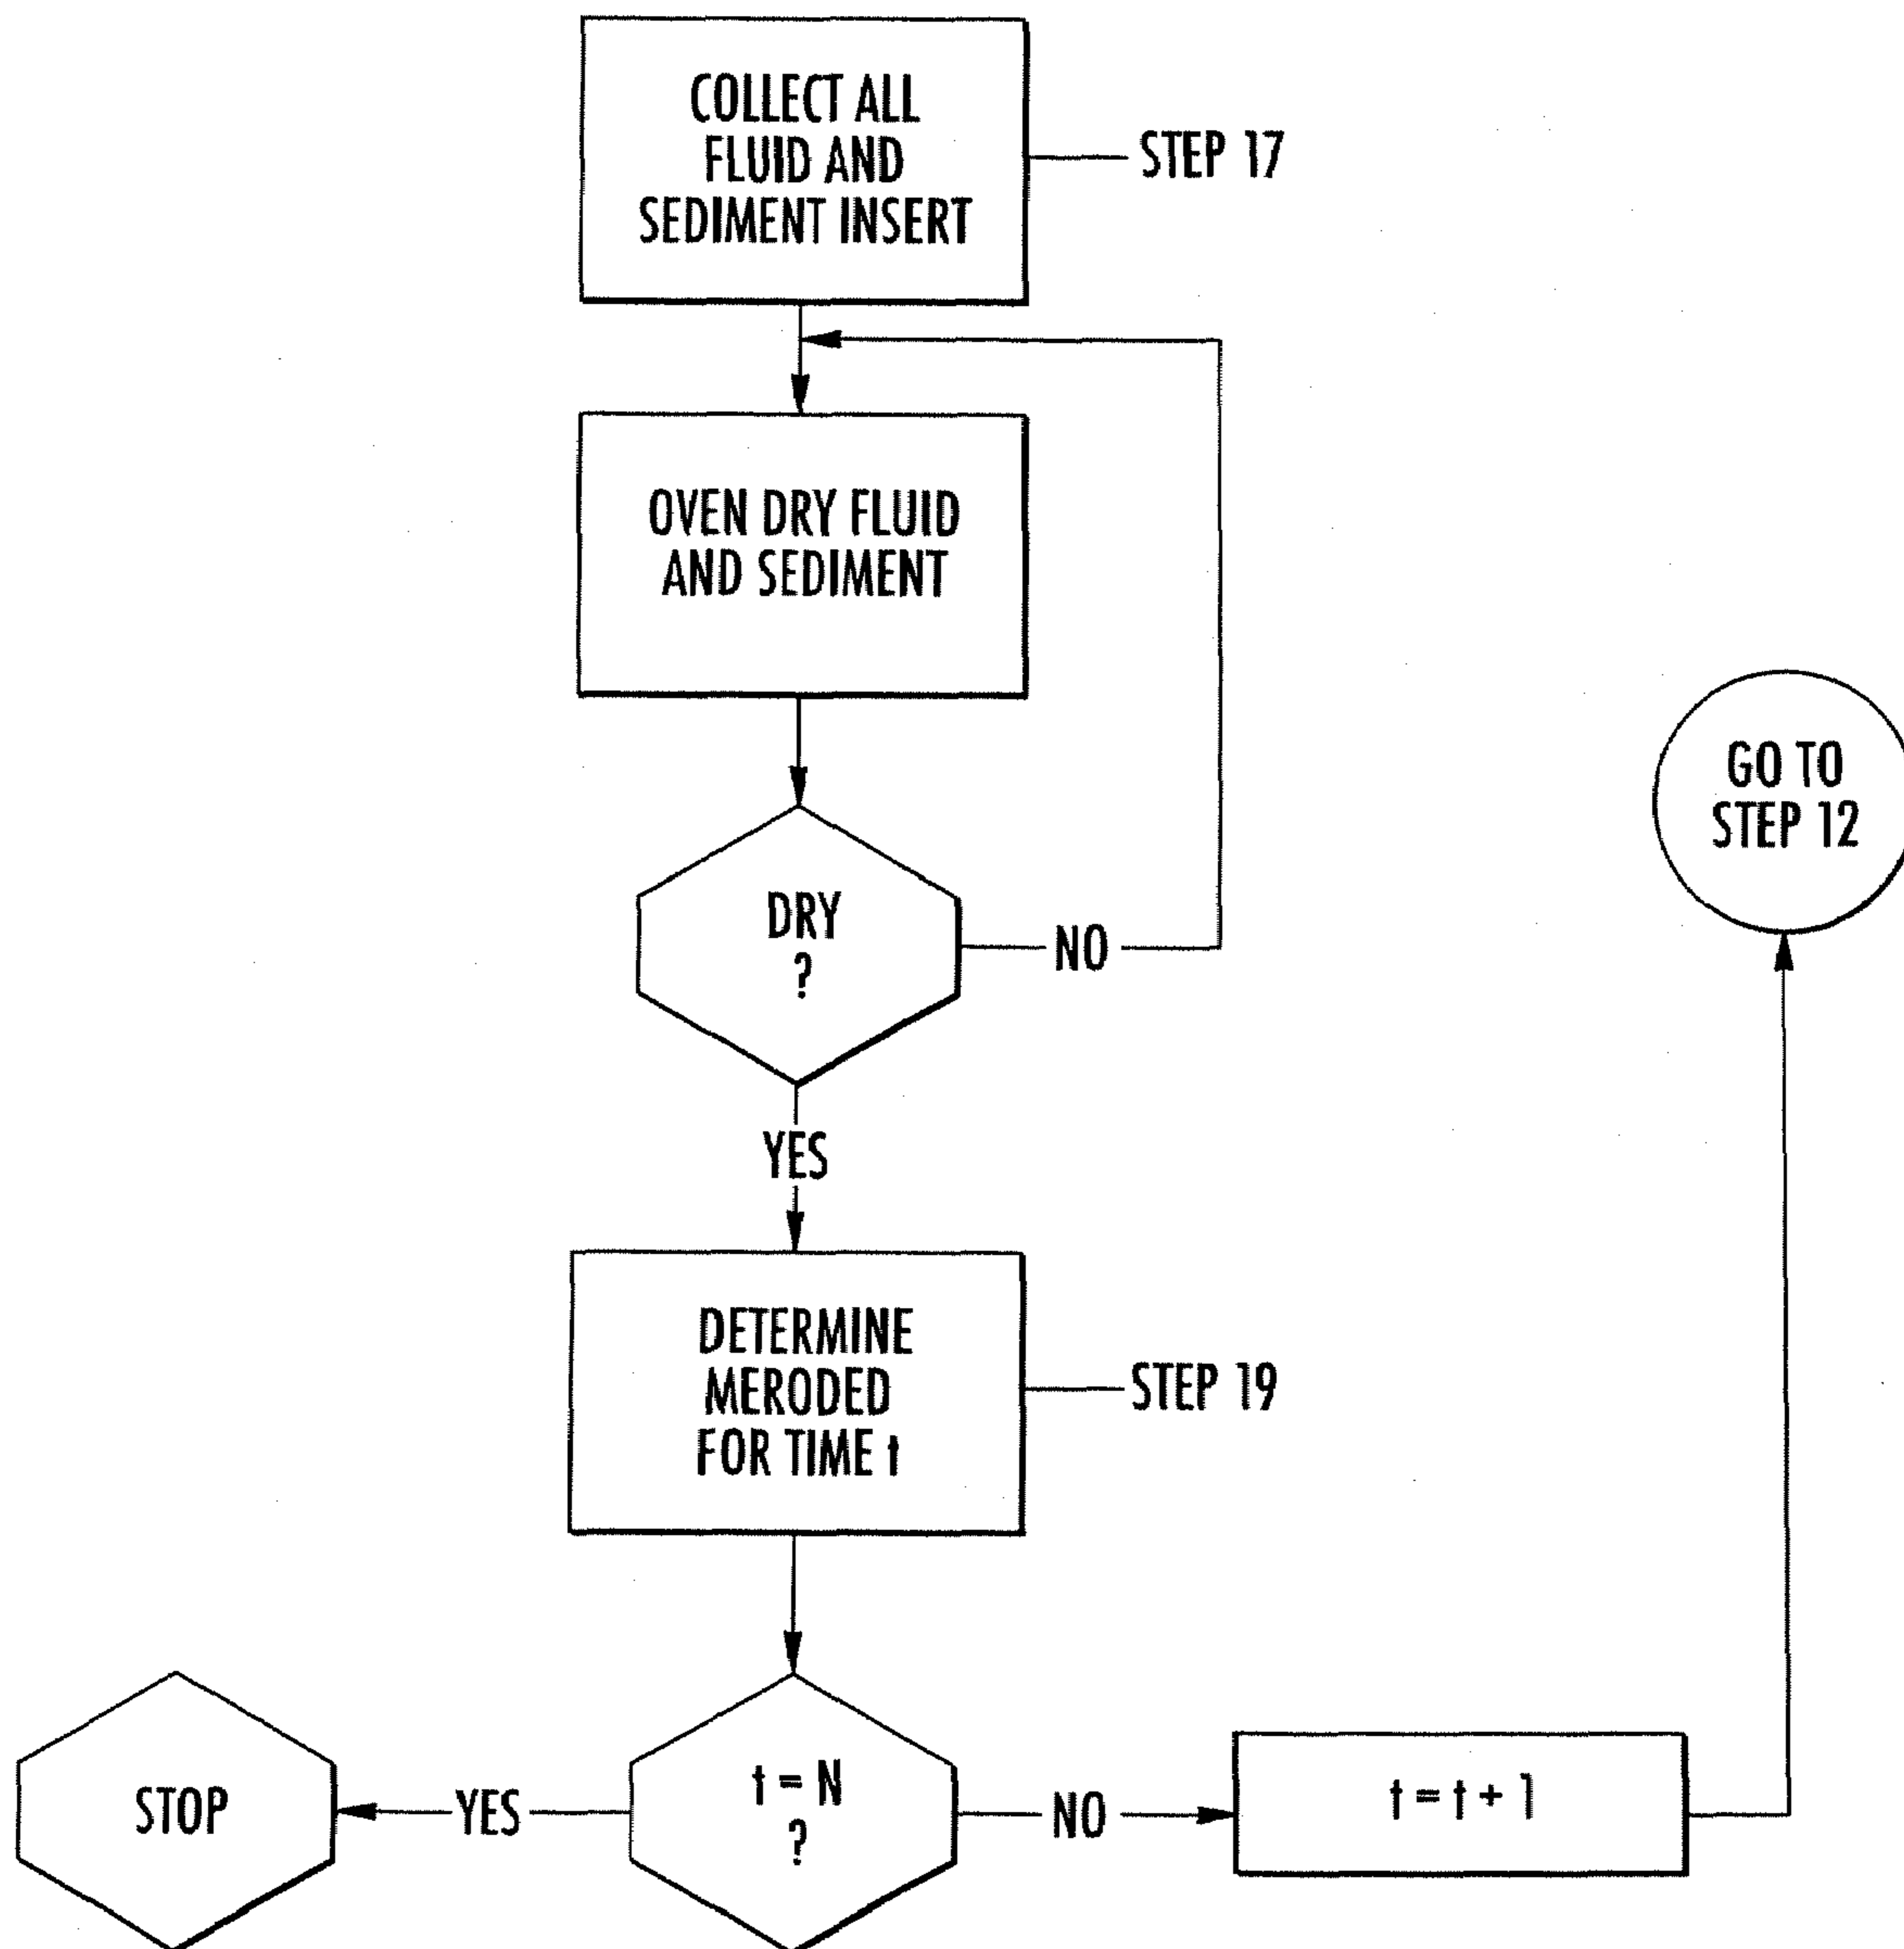 COLLECT ALL
FLUID AND
SEDIMENT INSERT
STEP 17
OVEN DRY FLUID
AND SEDIMENT
GO TO
STEP 12
DRY
?
NO
YES
DETERMINE
MERODED
FOR TIME t
STEP 19
STOP
YES
t = N
?
NO
t = t + 1